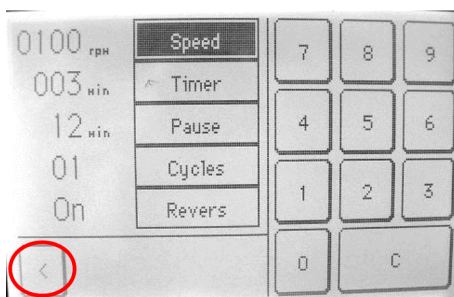 0100 rpm Speed 7 8 9
003 min Timer
12 min Pause 4 5 6
01 Cycles
On Revers 1 2 3
< 0 C